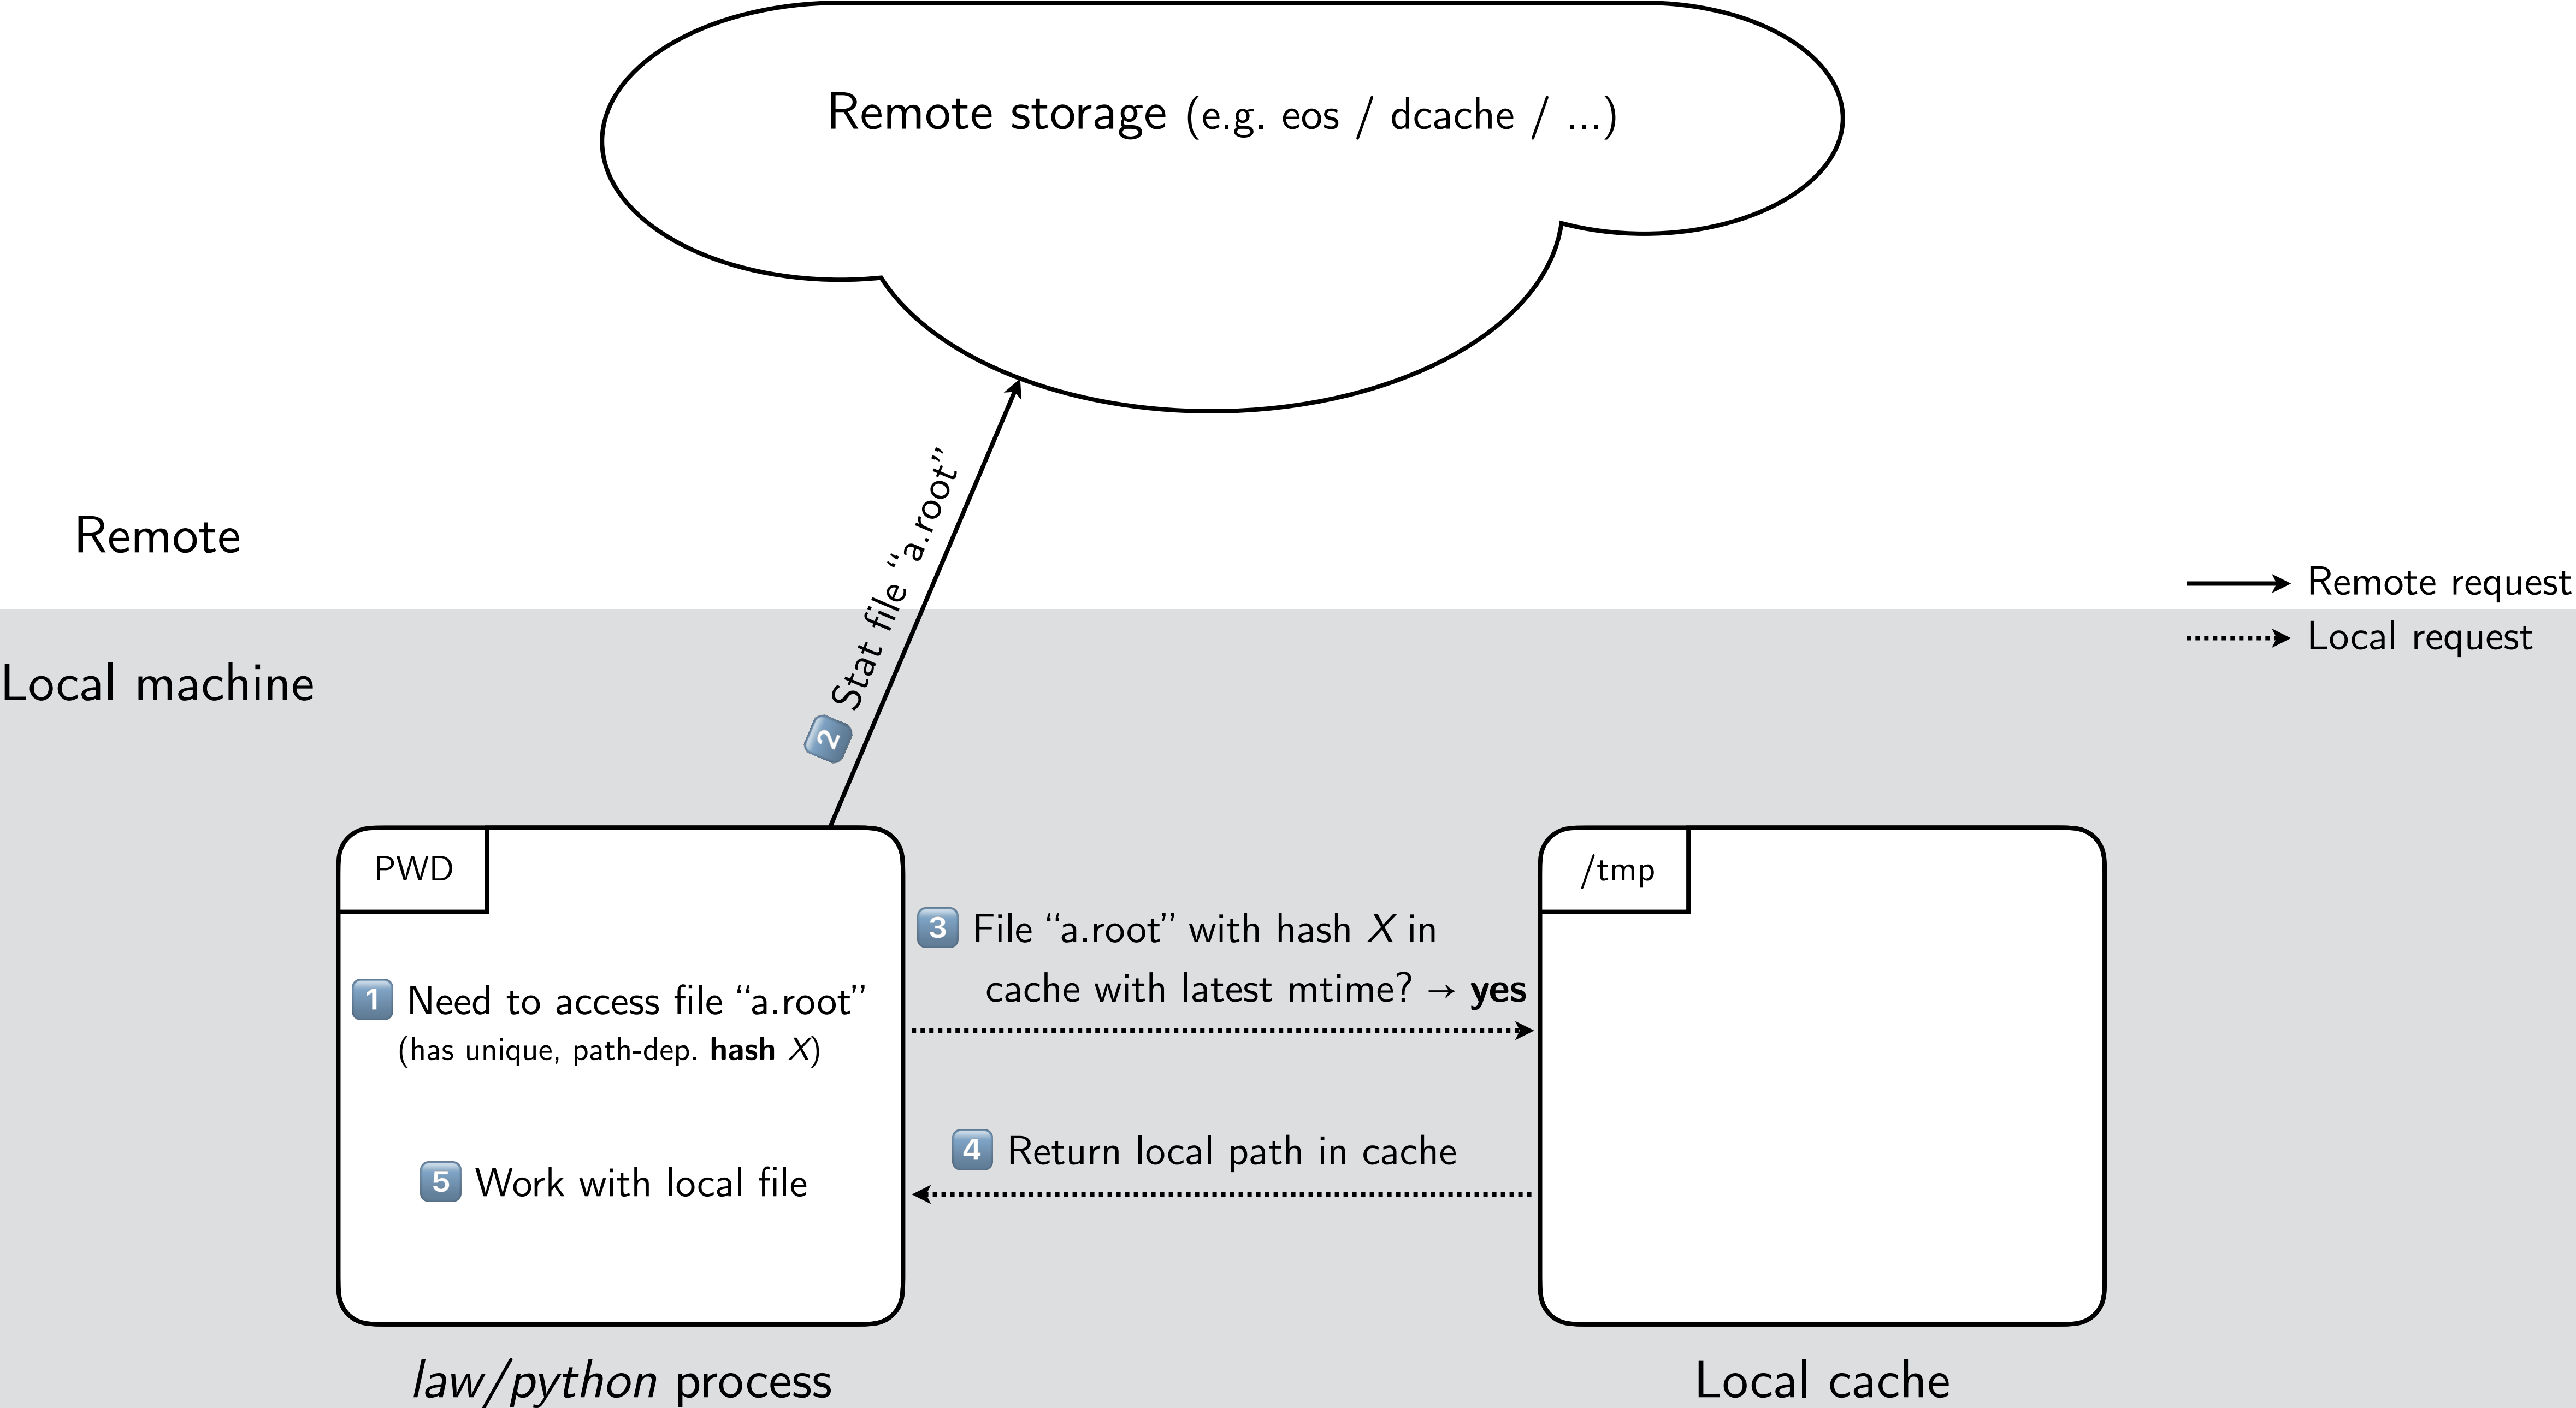 Remote storage (e.g. eos / dcache / ...)
2 Stat file “a.root”
Remote
Remote request
Local request
Local machine
PWD
/tmp
3 File “a.root” with hash X in
cache with latest mtime? → yes
1 Need to access file “a.root”
(has unique, path-dep. hash X)
4 Return local path in cache
5 Work with local file
law/python process
Local cache